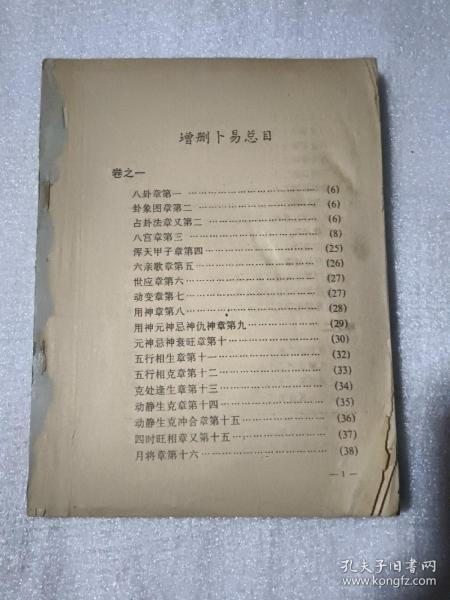 增删卜易总目
卷之一
八卦章第一 ……………………………… (6)
卦象图章第二 ……………………………… (6)
占卦法章又第二 ……………………………… (6)
八宫章第三 ……………………………… (8)
浑天甲子章第四 ……………………………… (25)
六亲歌章第五 ……………………………… (26)
世应章第六 ……………………………… (27)
动变章第七 ……………………………… (27)
用神章第八 ……………………………… (28)
用神元神忌神仇神章第九 ……………………… (29)
元神忌神衰旺章第十 ……………………………… (30)
五行相生章第十一 ……………………………… (32)
五行相克章第十二 ……………………………… (33)
克处逢生章第十三 ……………………………… (34)
动静生克章第十四 ……………………………… (35)
动静生克冲合章第十五 ……………………………… (36)
四时旺相章又第十五 ……………………………… (37)
月将章第十六 ……………………………… (38)
— 1 —
孔夫子旧书网
www.kongfz.com